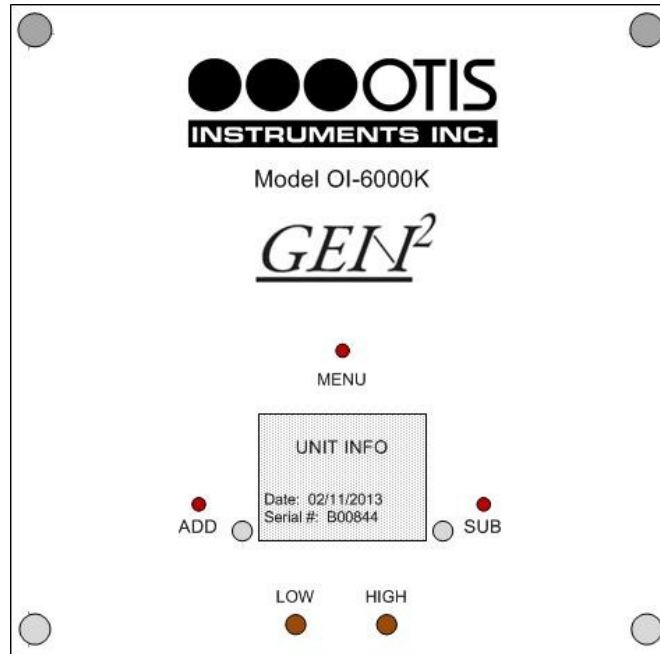 OTIS
INSTRUMENTS INC.
Model OI-6000K
GEN²
MENU
UNIT INFO
Date: 02/11/2013
Serial #: B00844
ADD
SUB
LOW HIGH